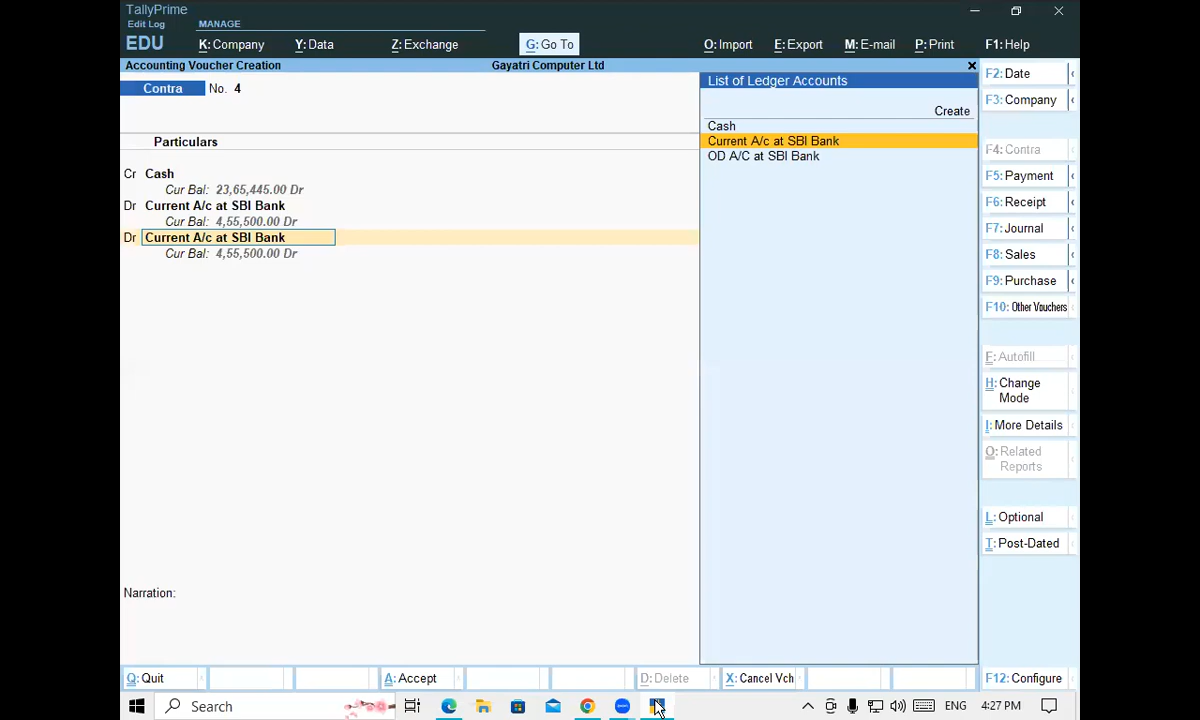 TallyPrime
Edit Log
MANAGE
EDU
K: Company
Y: Data
Z: Exchange
G: Go To
O: Import
E: Export
M: E-mail
P: Print
F1: Help
Accounting Voucher Creation
Gayatri Computer Ltd
Contra No. 4
Particulars
Cr Cash
Cur Bal: 23,65,445.00 Dr
Dr Current A/c at SBI Bank
Cur Bal: 4,55,500.00 Dr
Dr Current A/c at SBI Bank
Cur Bal: 4,55,500.00 Dr
Narration:
List of Ledger Accounts
Create
Cash
Current A/c at SBI Bank
OD A/C at SBI Bank
F2: Date
F3: Company
F4: Contra
F5: Payment
F6: Receipt
F7: Journal
F8: Sales
F9: Purchase
F10: Other Vouchers
F: Autofill
H: Change
Mode
I: More Details
O: Related
Reports
L: Optional
T: Post-Dated
Q: Quit
A: Accept
D: Delete
X: Cancel Vch
F12: Configure
Search
ENG
4:27 PM